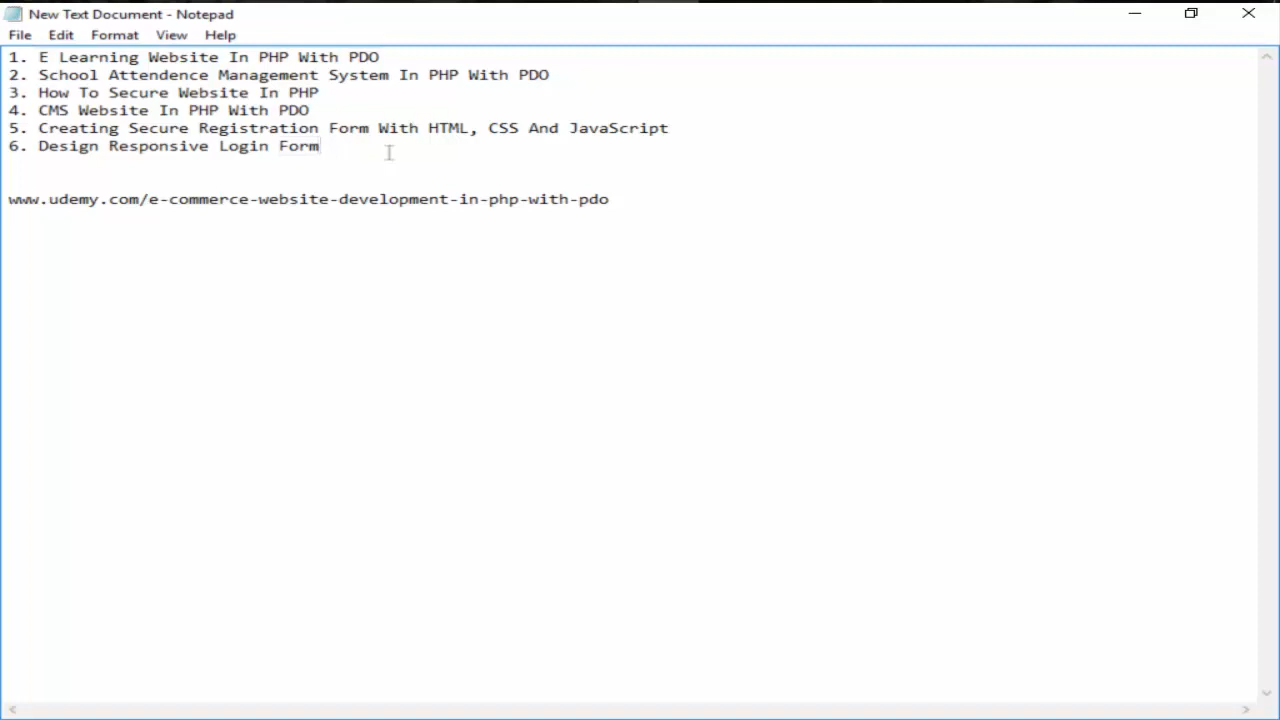 New Text Document - Notepad
File Edit Format View Help
1. E Learning Website In PHP With PDO
2. School Attendence Management System In PHP With PDO
3. How To Secure Website In PHP
4. CMS Website In PHP With PDO
5. Creating Secure Registration Form With HTML, CSS And JavaScript
6. Design Responsive Login Form
www.udemy.com/e-commerce-website-development-in-php-with-pdo